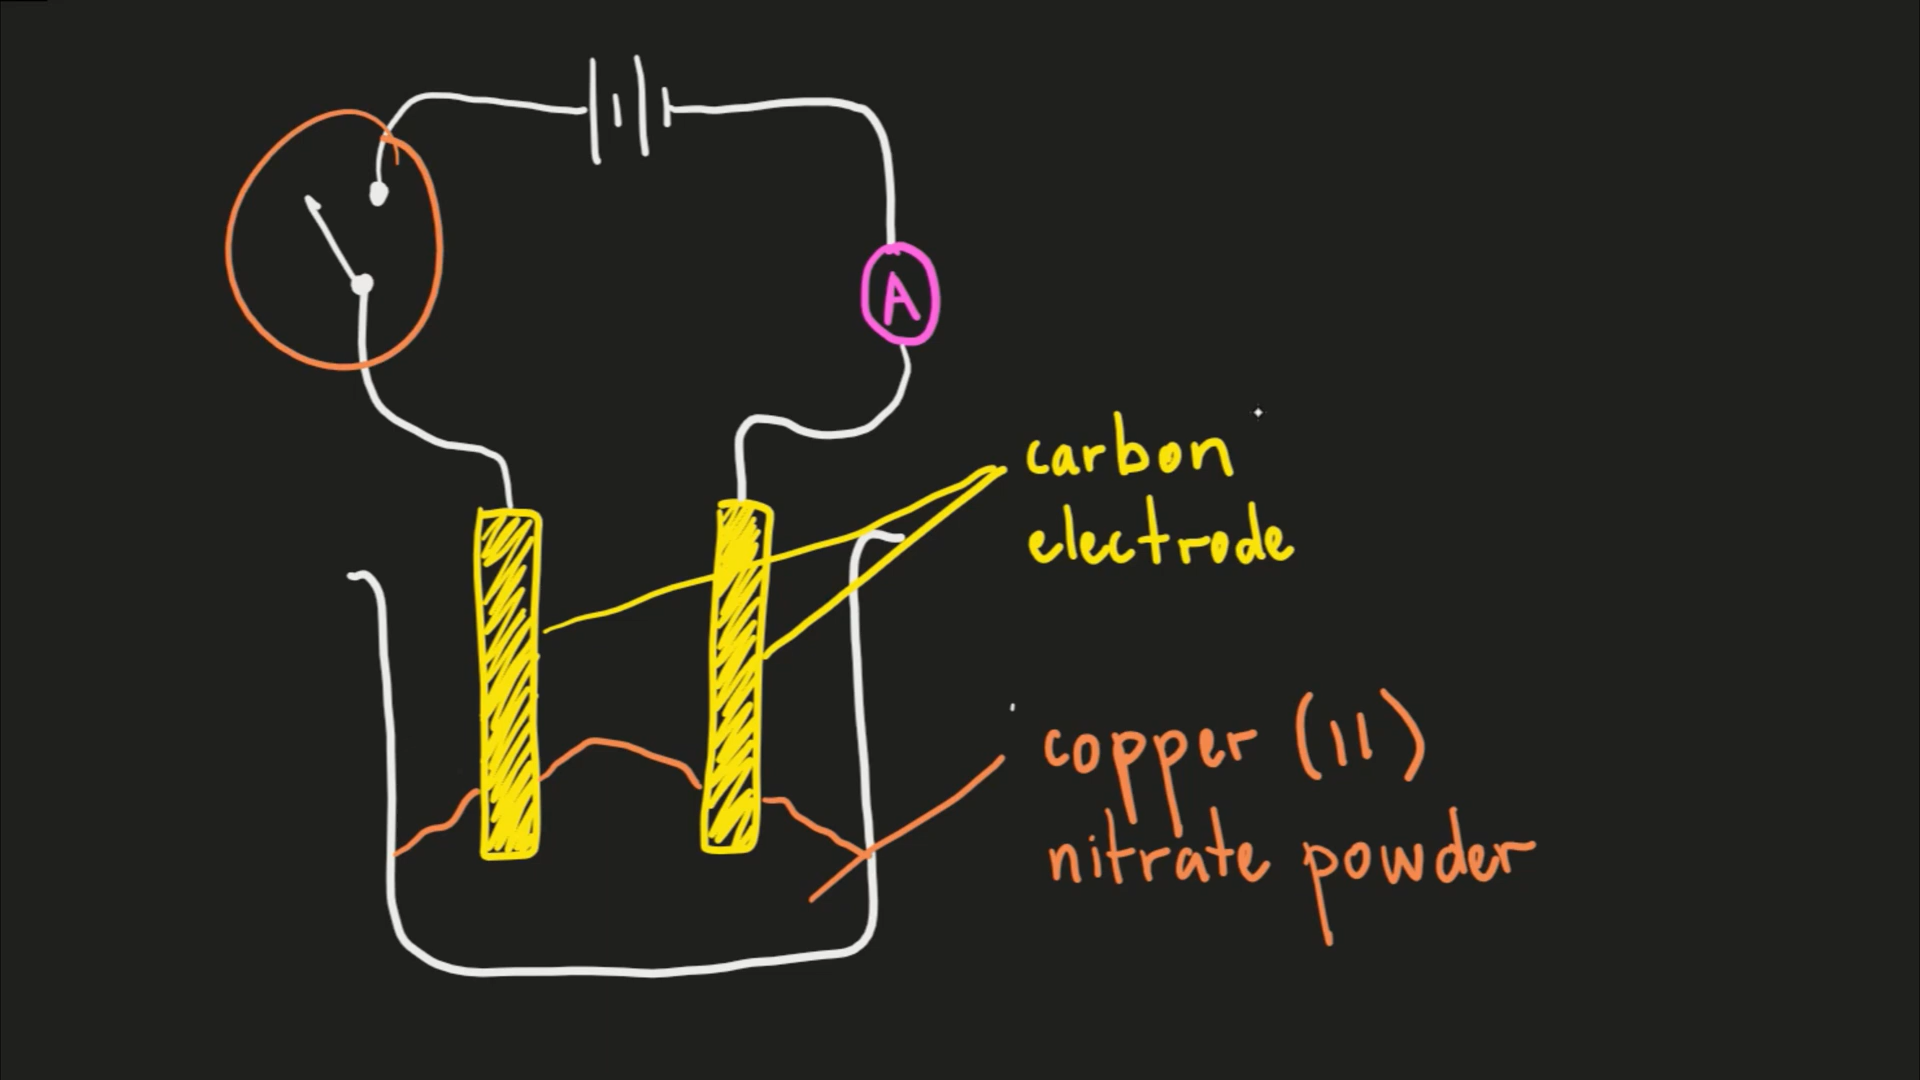 A
carbon
electrode
copper (II)
nitrate powder